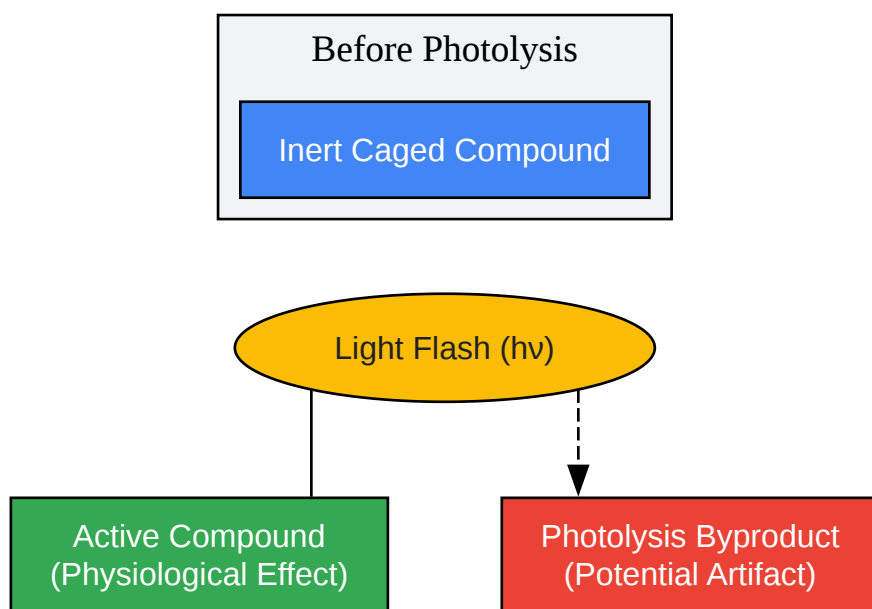 Before Photolysis
Inert Caged Compound
Light Flash (hν)
Active Compound
(Physiological Effect)
Photolysis Byproduct
(Potential Artifact)